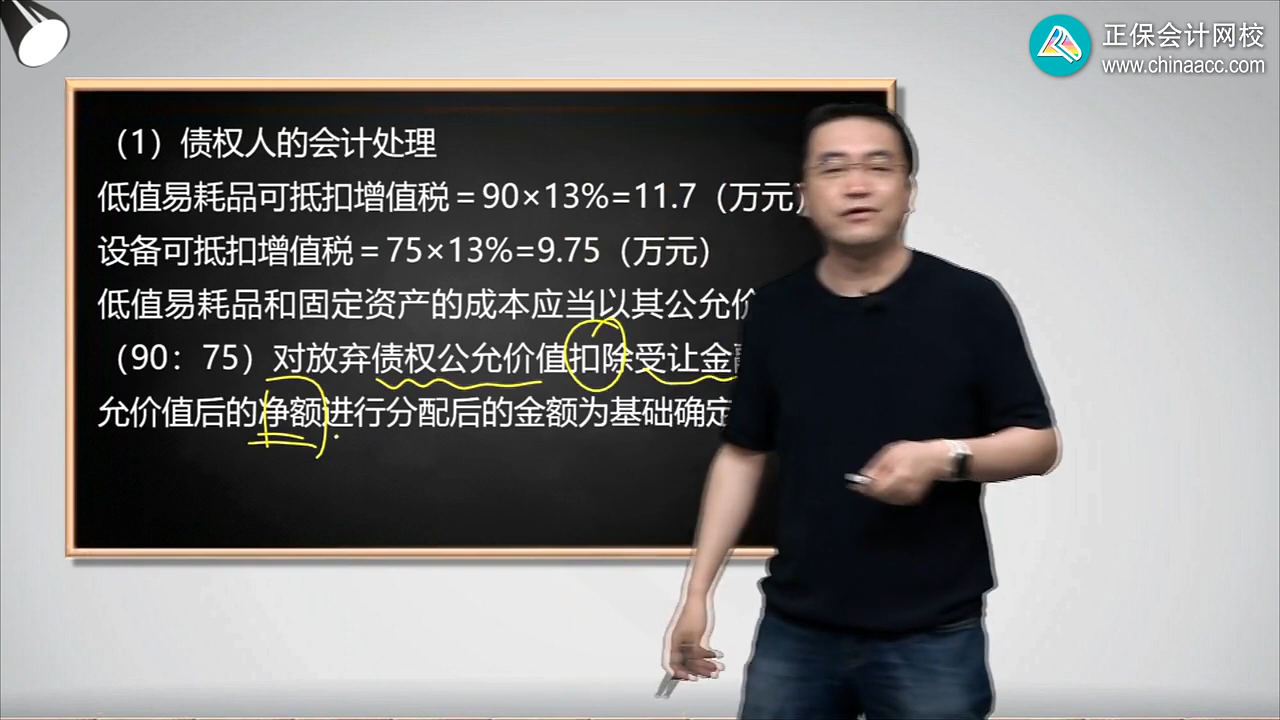 正保会计网校
www.chinaacc.com
（1）债权人的会计处理
低值易耗品可抵扣增值税＝90×13%=11.7（万元）
设备可抵扣增值税＝75×13%=9.75（万元）
低值易耗品和固定资产的成本应当以其公允价
（90：75）对放弃债权公允价值扣除受让金
允价值后的净额进行分配后的金额为基础确定